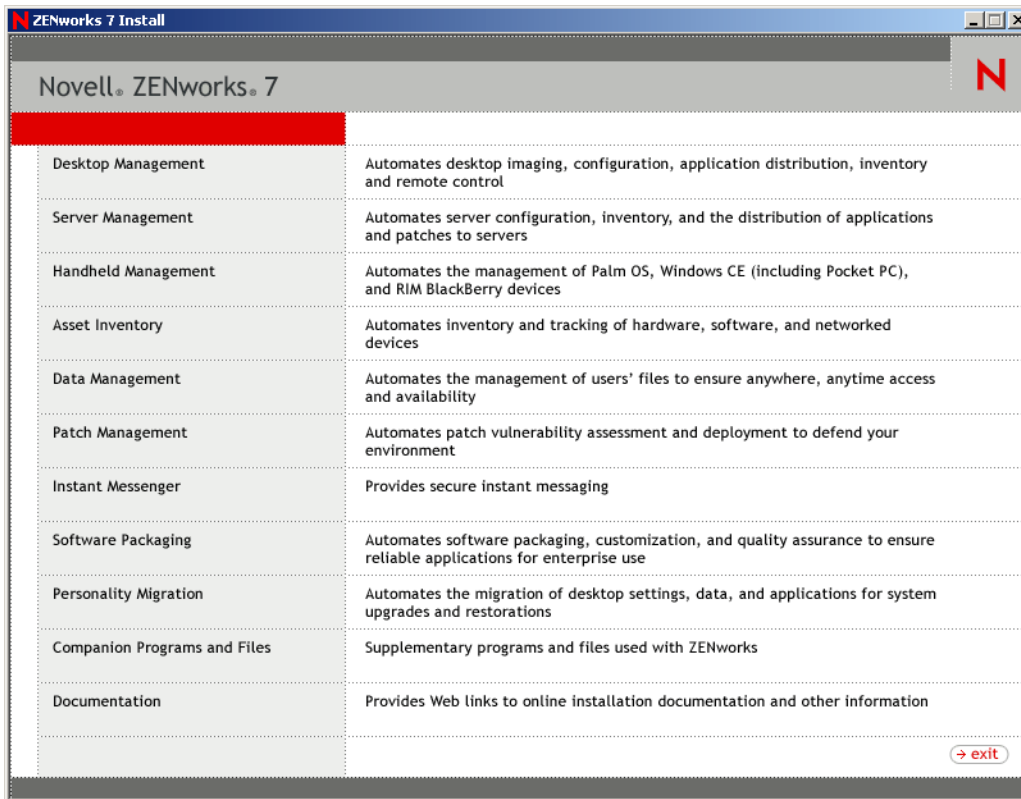 ZENworks 7 Install
Novell® ZENworks® 7
N
Desktop Management
Automates desktop imaging, configuration, application distribution, inventory
and remote control
Server Management
Automates server configuration, inventory, and the distribution of applications
and patches to servers
Handheld Management
Automates the management of Palm OS, Windows CE (including Pocket PC),
and RIM BlackBerry devices
Asset Inventory
Automates inventory and tracking of hardware, software, and networked
devices
Data Management
Automates the management of users’ files to ensure anywhere, anytime access
and availability
Patch Management
Automates patch vulnerability assessment and deployment to defend your
environment
Instant Messenger
Provides secure instant messaging
Software Packaging
Automates software packaging, customization, and quality assurance to ensure
reliable applications for enterprise use
Personality Migration
Automates the migration of desktop settings, data, and applications for system
upgrades and restorations
Companion Programs and Files
Supplementary programs and files used with ZENworks
Documentation
Provides Web links to online installation documentation and other information
→ exit